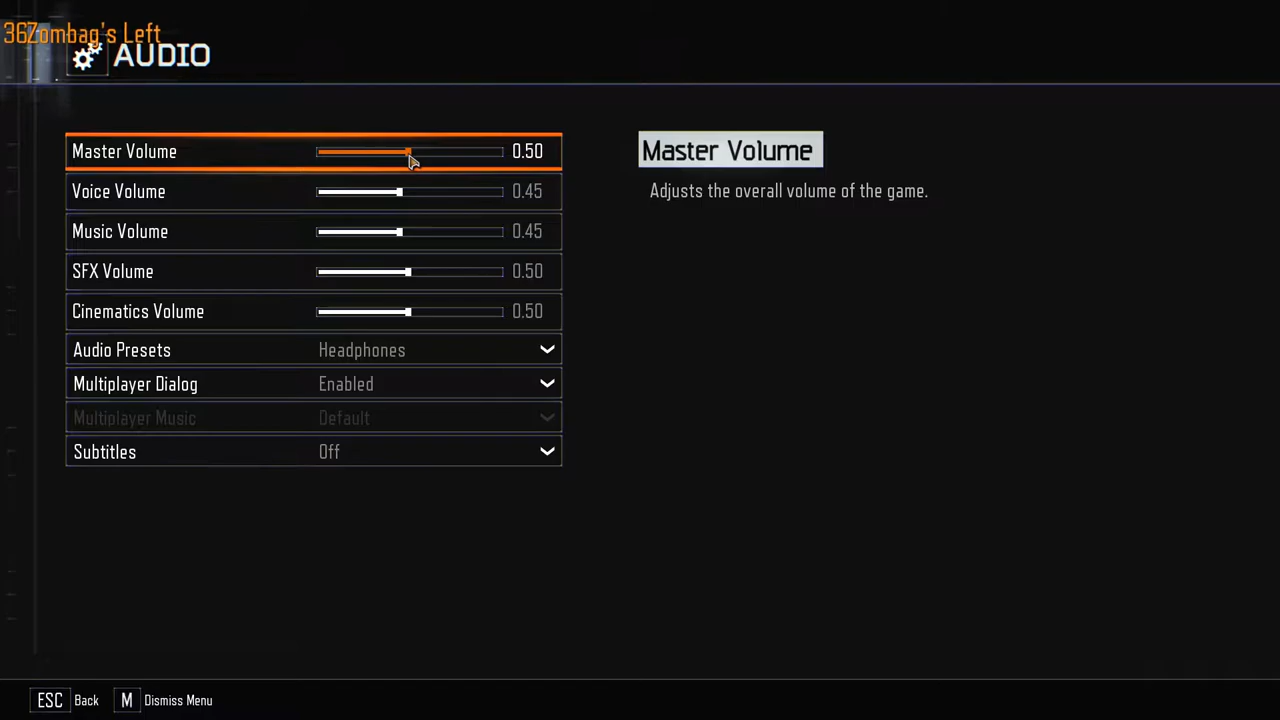 36Zombag's Left
AUDIO
Master Volume 0.50
Voice Volume 0.45
Music Volume 0.45
SFX Volume 0.50
Cinematics Volume 0.50
Audio Presets Headphones
Multiplayer Dialog Enabled
Multiplayer Music Default
Subtitles Off
Master Volume
Adjusts the overall volume of the game.
ESC Back M Dismiss Menu